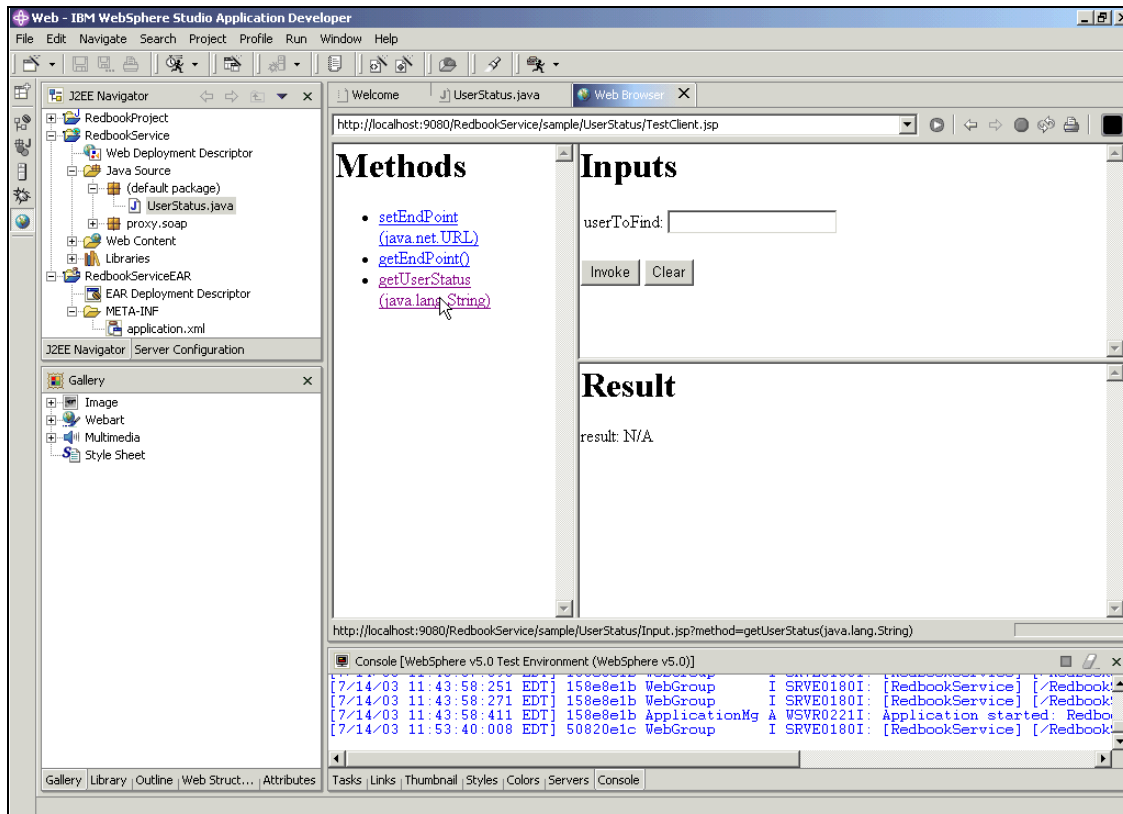 Web - IBM WebSphere Studio Application Developer
File Edit Navigate Search Project Profile Run Window Help
J2EE Navigator
RedbookProject
RedbookService
Web Deployment Descriptor
Java Source
(default package)
UserStatus.java
proxy.soap
Web Content
Libraries
RedbookServiceEAR
EAR Deployment Descriptor
META-INF
application.xml
J2EE Navigator Server Configuration
Gallery
Image
Webart
Multimedia
Style Sheet
Gallery Library Outline Web Struct... Attributes
Welcome UserStatus.java Web Browser
http://localhost:9080/RedbookService/sample/UserStatus/TestClient.jsp
Methods
setEndPoint
(java.net.URL)
getEndPoint()
getUserStatus
(java.lang.String)
Inputs
userToFind:
Invoke Clear
Result
result: N/A
http://localhost:9080/RedbookService/sample/UserStatus/Input.jsp?method=getUserStatus(java.lang.String)
Console [WebSphere v5.0 Test Environment (WebSphere v5.0)]
[7/14/03 11:43:58:251 EDT] 158e8e1b WebGroup I SRVE0180I: [RedbookService] [/Redbook
[7/14/03 11:43:58:271 EDT] 158e8e1b WebGroup I SRVE0180I: [RedbookService] [/Redbook
[7/14/03 11:43:58:411 EDT] 158e8e1b ApplicationMg A WSVR0221I: Application started: Redbo
[7/14/03 11:53:40:008 EDT] 50820e1c WebGroup I SRVE0180I: [RedbookService] [/Redbook
Tasks Links Thumbnail Styles Colors Servers Console